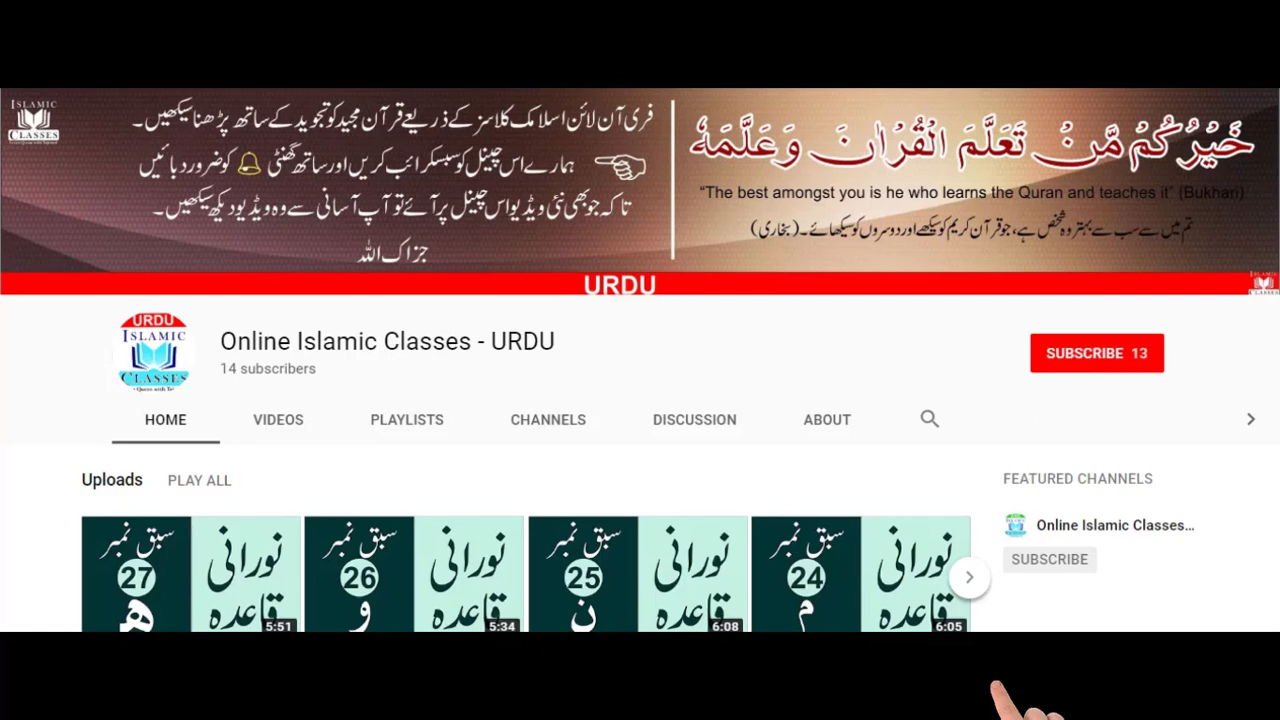 ISLAMIC
CLASSES
فری آن لائن اسلامک کلاسز کے ذریعے قرآن مجید کو تجوید کے ساتھ پڑھنا سیکھیں۔
ہمارے اس چینل کو سبسکرائب کریں اور ساتھ گھنٹی 🔔 کو ضرور دبائیں
تاکہ جو بھی نئی ویڈیو اس چینل پر آئے تو آپ آسانی سے وہ ویڈیو دیکھ سیکھیں۔
جزاک اللہ
خَيْرُكُمْ مَّنْ تَعَلَّمَ الْقُرْاٰنَ وَعَلَّمَهٗ
“The best amongst you is he who learns the Quran and teaches it” (Bukhari)
تم میں سے سب سے بہتر وہ شخص ہے، جو قرآن کریم کو سیکھے اور دوسروں کو سیکھائے۔ (بخاری)
URDU
ISLAMIC
CLASSES
URDU
ISLAMIC
CLASSES
Online Islamic Classes - URDU
14 subscribers
SUBSCRIBE 13
HOME VIDEOS PLAYLISTS CHANNELS DISCUSSION ABOUT
Uploads PLAY ALL
FEATURED CHANNELS
Online Islamic Classes...
SUBSCRIBE
سبق نمبر
27
ھ
نورانی
قاعدہ
5:51
سبق نمبر
26
و
نورانی
قاعدہ
5:34
سبق نمبر
25
ن
نورانی
قاعدہ
6:08
سبق نمبر
24
م
نورانی
قاعدہ
6:05